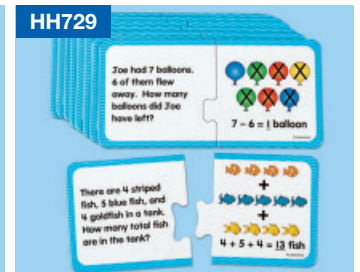 HH729
Joe had 7 balloons.
6 of them flew
away. How many
balloons did Joe
have left?
7 - 6 = 1 balloon
There are 4 striped
fish, 5 blue fish, and
4 goldfish in a tank.
How many total fish
are in the tank?
+
+
4 + 5 + 4 = 13 fish